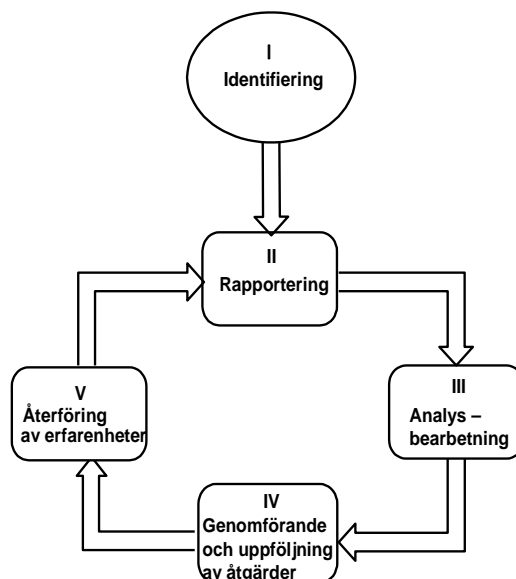 I
Identifiering
II
Rapportering
III
Analys –
bearbetning
IV
Genomförande
och uppföljning
av åtgärder
V
Återföring
av erfarenheter